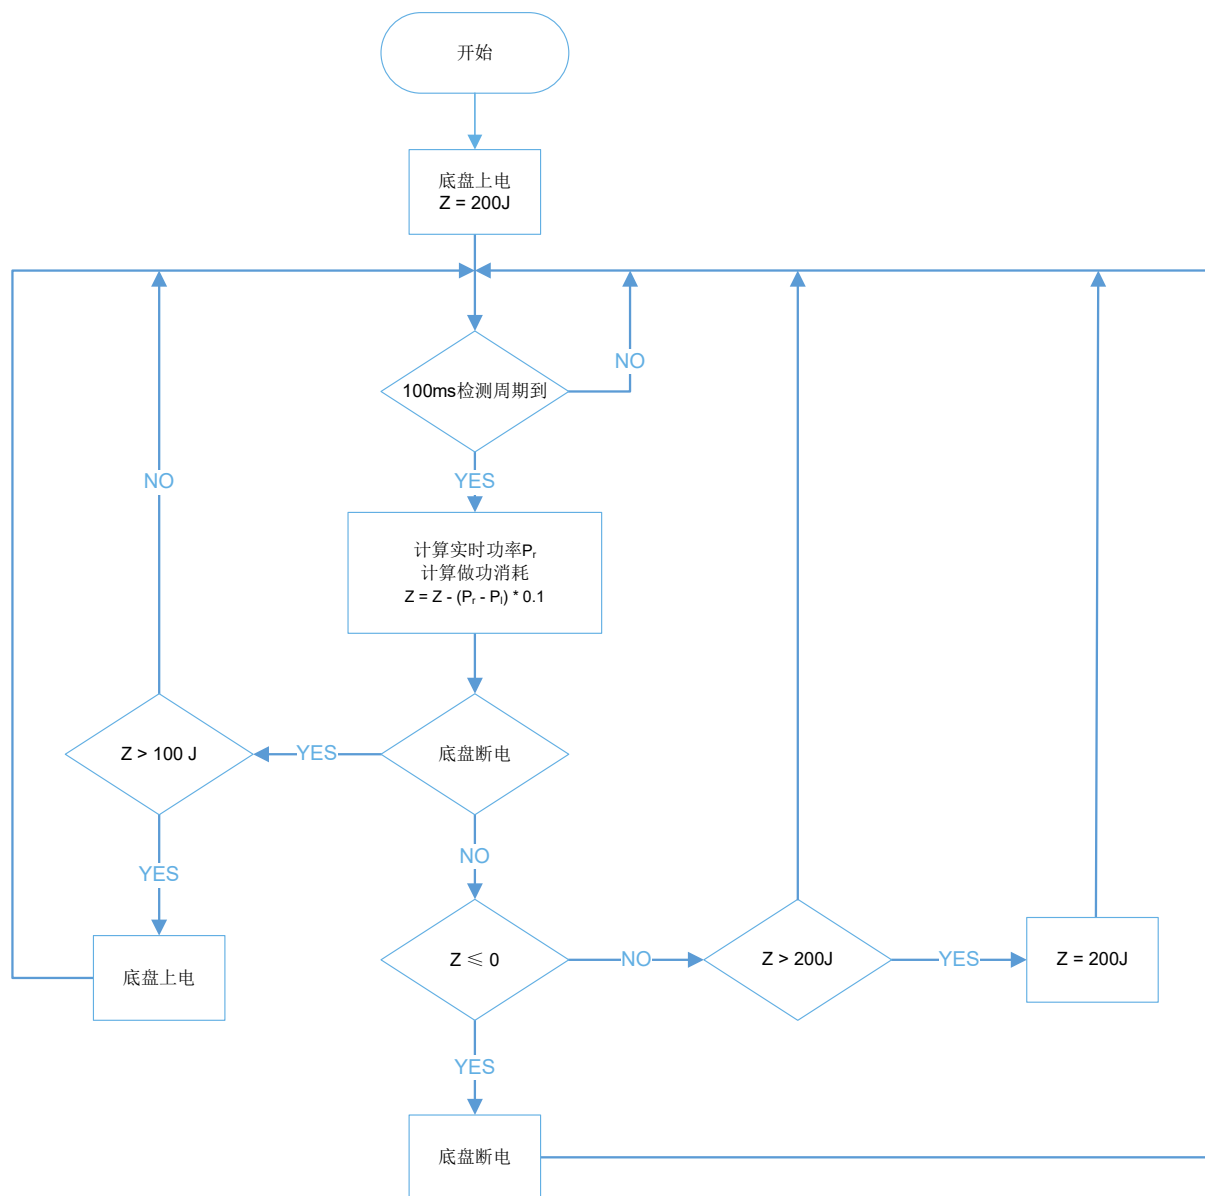 开始
底盘上电
Z = 200J
100ms检测周期到
NO
YES
NO
计算实时功率Pr
计算做功消耗
Z = Z - (Pr - Pl) * 0.1
Z > 100 J
YES
底盘断电
YES
NO
底盘上电
Z ≤ 0
NO
Z > 200J
YES
Z = 200J
YES
底盘断电